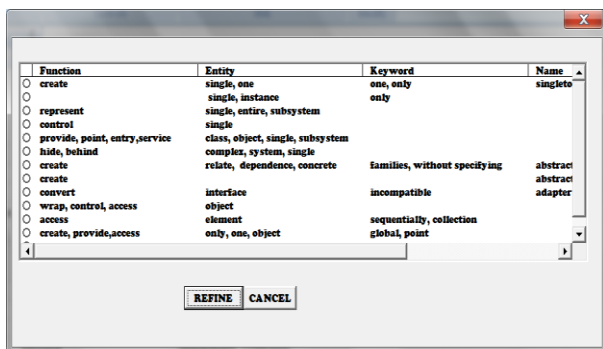 X
Function Entity Keyword Name
create single, one one, only singleto
single, instance only
represent single, entire, subsystem
control single
provide, point, entry,service class, object, single, subsystem
hide, behind complex, system, single
create relate, dependence, concrete families, without specifying abstract
create abstract
convert interface incompatible adapter
wrap, control, access object
access element sequentially, collection
create, provide,access only, one, object global, point
REFINE CANCEL